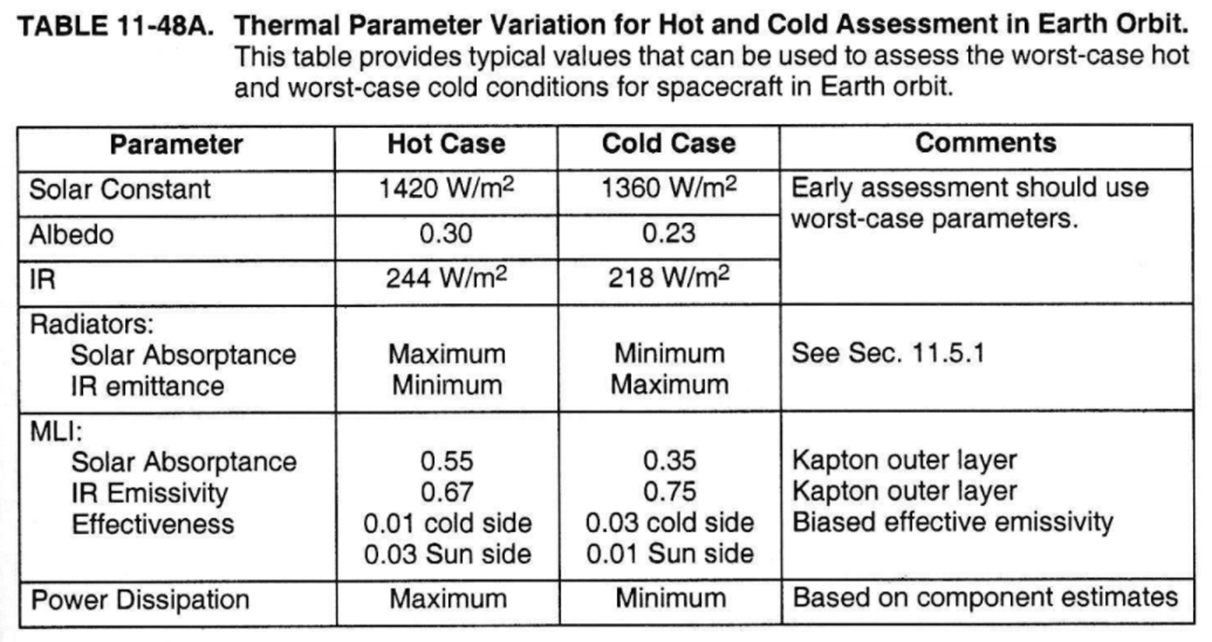 TABLE 11-48A. Thermal Parameter Variation for Hot and Cold Assessment in Earth Orbit.
This table provides typical values that can be used to assess the worst-case hot
and worst-case cold conditions for spacecraft in Earth orbit.
Parameter Hot Case Cold Case Comments
Solar Constant 1420 W/m² 1360 W/m² Early assessment should use
worst-case parameters.
Albedo 0.30 0.23
IR 244 W/m² 218 W/m²
Radiators:
Solar Absorptance Maximum Minimum See Sec. 11.5.1
IR emittance Minimum Maximum
MLI:
Solar Absorptance 0.55 0.35 Kapton outer layer
IR Emissivity 0.67 0.75 Kapton outer layer
Effectiveness 0.01 cold side 0.03 cold side Biased effective emissivity
0.03 Sun side 0.01 Sun side
Power Dissipation Maximum Minimum Based on component estimates